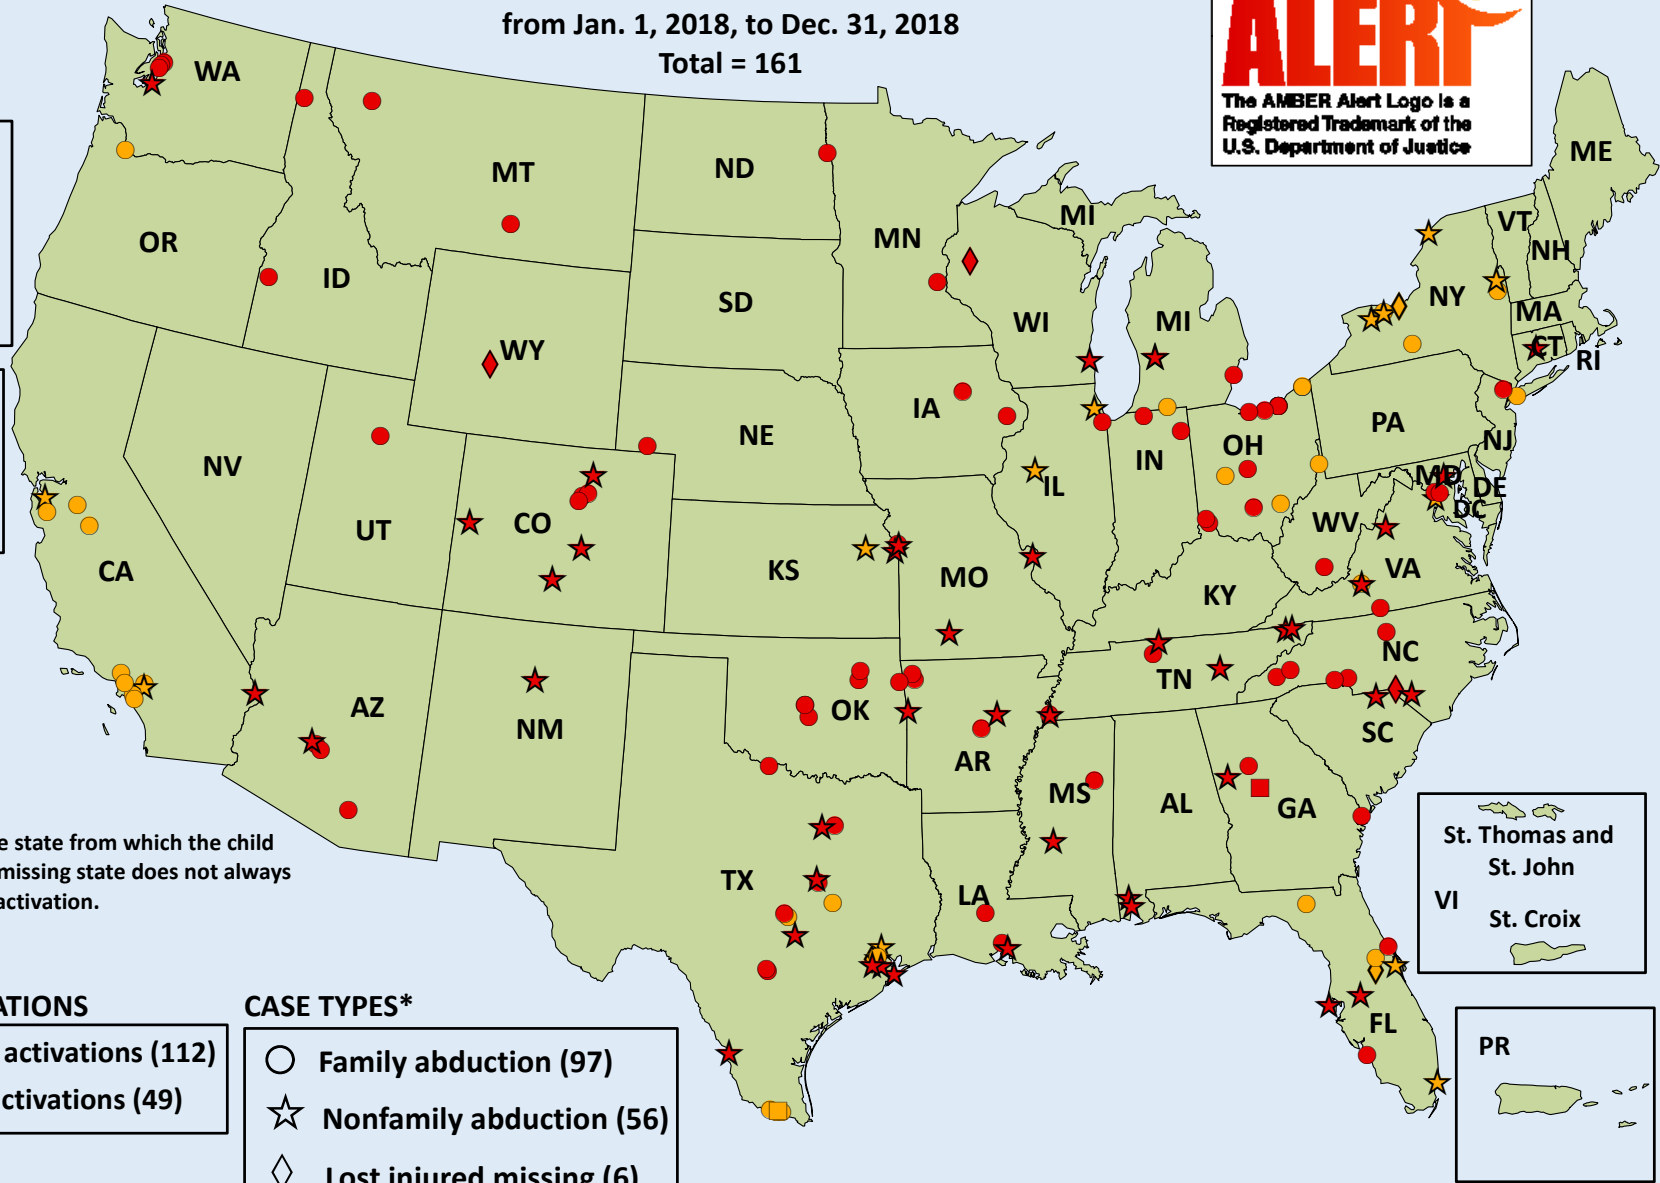 from Jan. 1, 2018, to Dec. 31, 2018
Total = 161
ALERT
The AMBER Alert Logo is a
Registered Trademark of the
U.S. Department of Justice
WA
ME
MT
ND
MI
VT
OR
MN
NH
ID
SD
NY
WY
WI
MI
MA
CT
RI
IA
NE
PA
NJ
NV
OH
IN
IL
MD
DE
DC
UT
CO
WV
CA
KS
MO
VA
KY
NC
TN
AZ
OK
NM
SC
AR
MS
AL
GA
St. Thomas and
St. John
VI
St. Croix
e state from which the child
missing state does not always
activation.
TX
LA
FL
PR
ATIONS
activations (112)
ctivations (49)
CASE TYPES*
Family abduction (97)
Nonfamily abduction (56)
Lost injured missing (6)